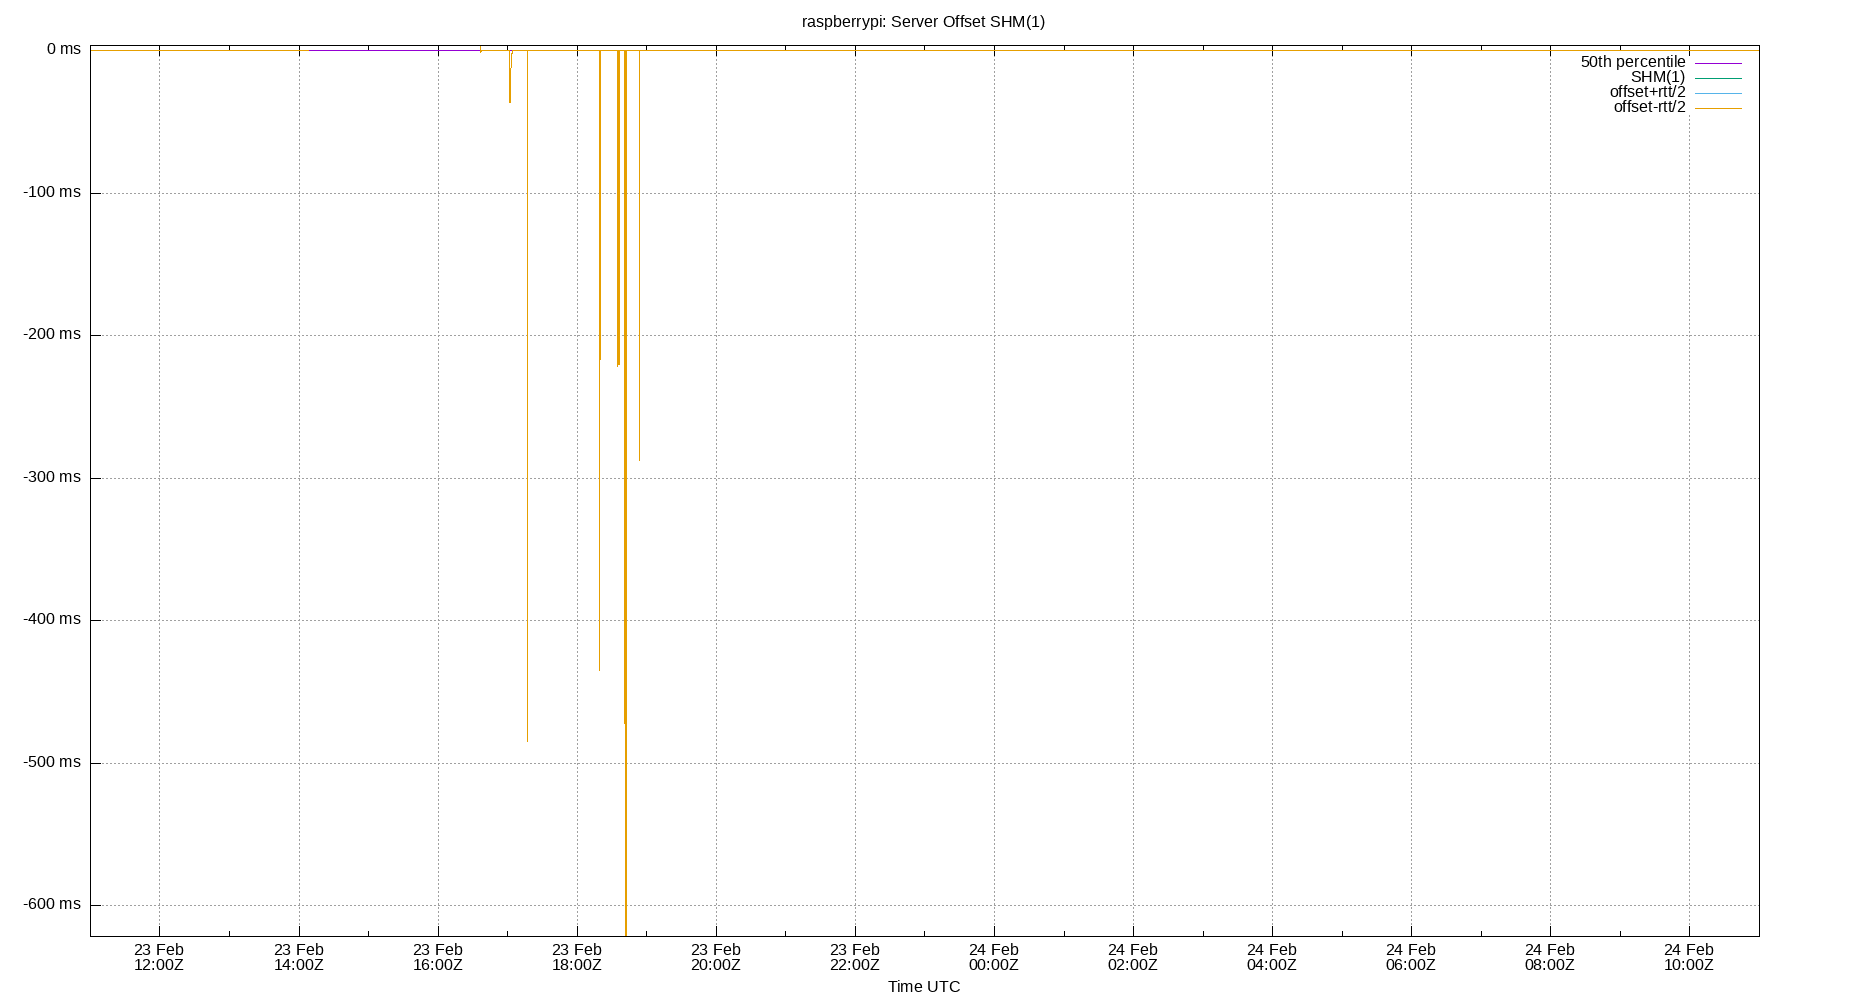 raspberrypi: Server Offset SHM(1)
0 ms
-100 ms
-200 ms
-300 ms
-400 ms
-500 ms
-600 ms
50th percentile
SHM(1)
offset+rtt/2
offset-rtt/2
23 Feb 23 Feb 23 Feb 23 Feb 23 Feb 23 Feb 24 Feb 24 Feb 24 Feb 24 Feb 24 Feb 24 Feb
12:00Z 14:00Z 16:00Z 18:00Z 20:00Z 22:00Z 00:00Z 02:00Z 04:00Z 06:00Z 08:00Z 10:00Z
Time UTC